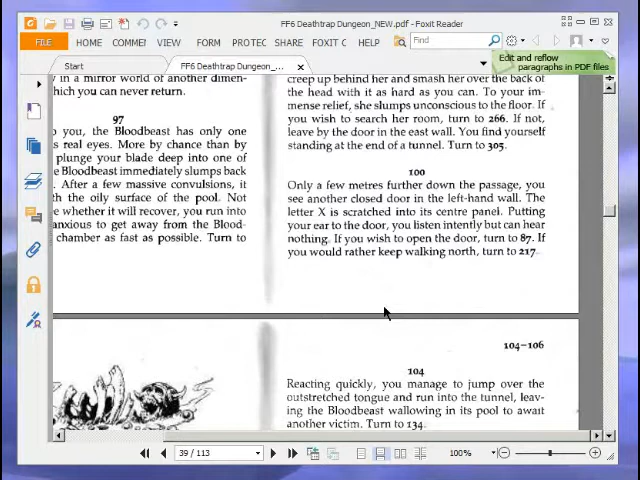 FF6 Deathtrap Dungeon_NEW.pdf - Foxit Reader
FILE HOME COMMEI VIEW FORM PROTEC SHARE FOXIT C HELP Find
Edit and reflow
paragraphs in PDF files
Start FF6 Deathtrap Dungeon_...
y in a mirror world of another dimen-
hich you can never return.
97
o you, the Bloodbeast has only one
s real eyes. More by chance than by
plunge your blade deep into one of
e Bloodbeast immediately slumps back
. After a few massive convulsions, it
h the oily surface of the pool. Not
e whether it will recover, you run into
anxious to get away from the Blood-
chamber as fast as possible. Turn to
creep up behind her and smash her over the back of
the head with it as hard as you can. To your im-
mense relief, she slumps unconscious to the floor. If
you wish to search her room, turn to 266. If not,
leave by the door in the east wall. You find yourself
standing at the end of a tunnel. Turn to 305.
100
Only a few metres further down the passage, you
see another closed door in the left-hand wall. The
letter X is scratched into its centre panel. Putting
your ear to the door, you listen intently but can hear
nothing. If you wish to open the door, turn to 87. If
you would rather keep walking north, turn to 217.
104-106
104
Reacting quickly, you manage to jump over the
outstretched tongue and run into the tunnel, leav-
ing the Bloodbeast wallowing in its pool to await
another victim. Turn to 134.
39 / 113 100%